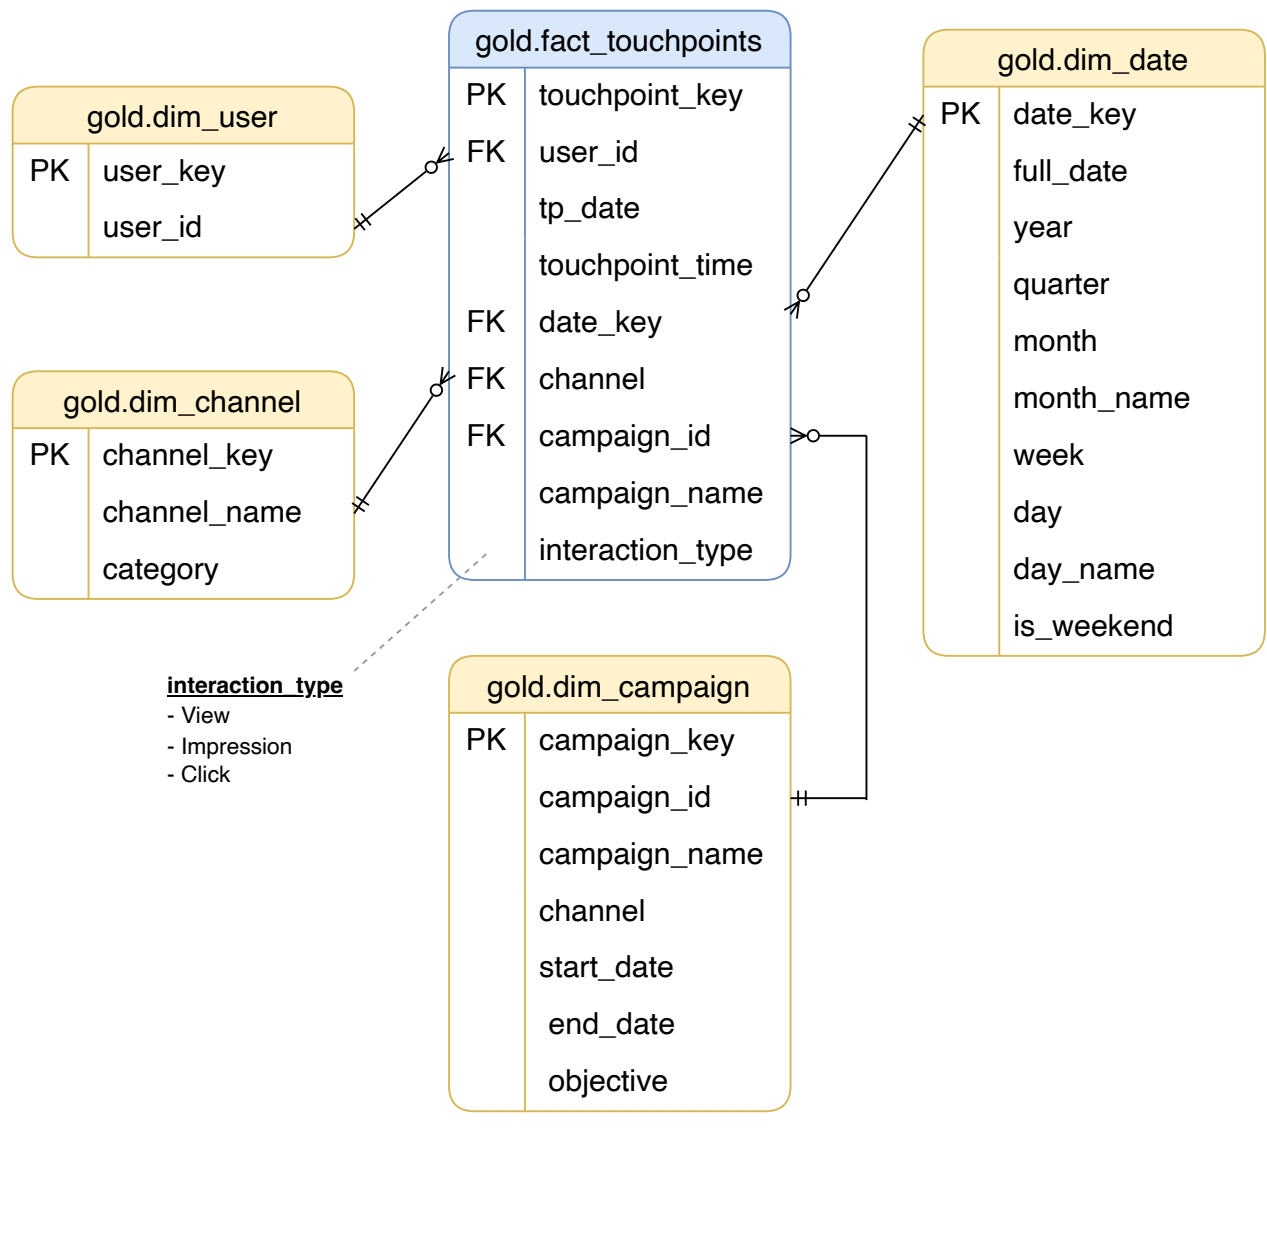 gold.fact_touchpoints
PK touchpoint_key
FK user_id
tp_date
touchpoint_time
FK date_key
FK channel
FK campaign_id
campaign_name
interaction_type
gold.dim_user
PK user_key
user_id
gold.dim_channel
PK channel_key
channel_name
category
gold.dim_date
PK date_key
full_date
year
quarter
month
month_name
week
day
day_name
is_weekend
interaction_type
- View
- Impression
- Click
gold.dim_campaign
PK campaign_key
campaign_id
campaign_name
channel
start_date
end_date
objective